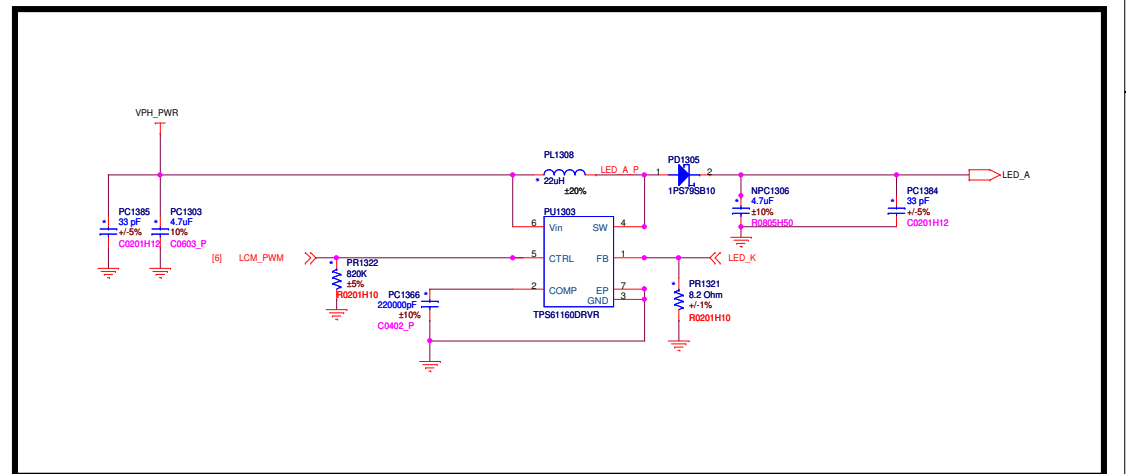 VPH_PWR
PL1308
LED_A_P
* 22uH
±20%
PD1305
1
2
1PS79SB10
LED_A
* PC1385
33 pF
+/-5%
C0201H12
* PC1303
4.7uF
10%
C0603_P
PU1303
6 Vin
SW 4
5 CTRL
FB 1
2 COMP
EP 7
GND 3
TPS61160DRVR
* NPC1306
4.7uF
±10%
R0805H50
* PC1384
33 pF
+/-5%
C0201H12
[6] LCM_PWM
LED_K
* PR1322
820K
±5%
R0201H10
PC1366 *
220000pF
±10%
C0402_P
PR1321
* 8.2 Ohm
+/-1%
R0201H10